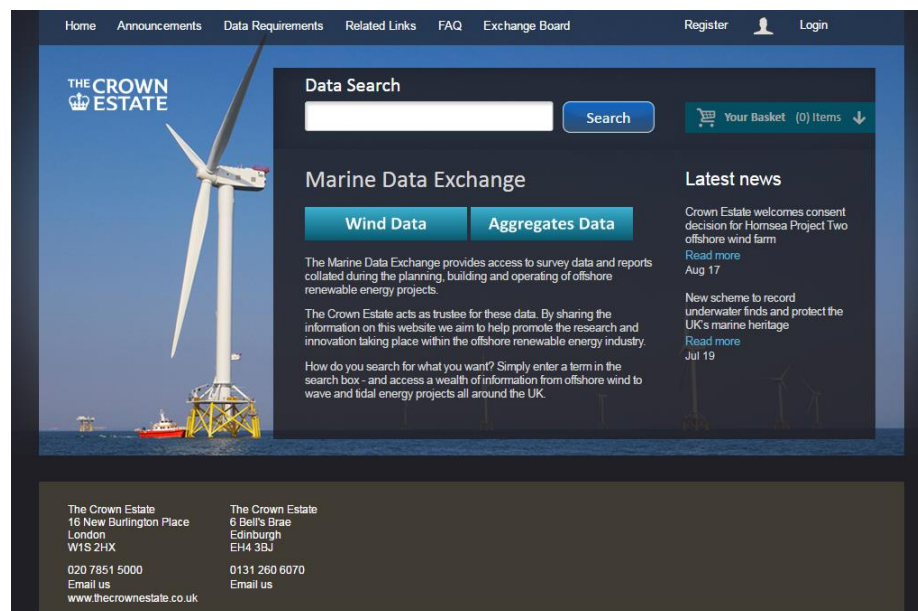 Home Announcements Data Requirements Related Links FAQ Exchange Board Register Login
THE CROWN
ESTATE
Data Search
Search
Your Basket (0) Items
Marine Data Exchange
Wind Data Aggregates Data
The Marine Data Exchange provides access to survey data and reports
collated during the planning, building and operating of offshore
renewable energy projects.
The Crown Estate acts as trustee for these data. By sharing the
information on this website we aim to help promote the research and
innovation taking place within the offshore renewable energy industry.
How do you search for what you want? Simply enter a term in the
search box - and access a wealth of information from offshore wind to
wave and tidal energy projects all around the UK.
Latest news
Crown Estate welcomes consent
decision for Hornsea Project Two
offshore wind farm
Read more
Aug 17
New scheme to record
underwater finds and protect the
UK's marine heritage
Read more
Jul 19
The Crown Estate
16 New Burlington Place
London
W1S 2HX
020 7851 5000
Email us
www.thecrownestate.co.uk
The Crown Estate
6 Bell's Brae
Edinburgh
EH4 3BJ
0131 260 6070
Email us